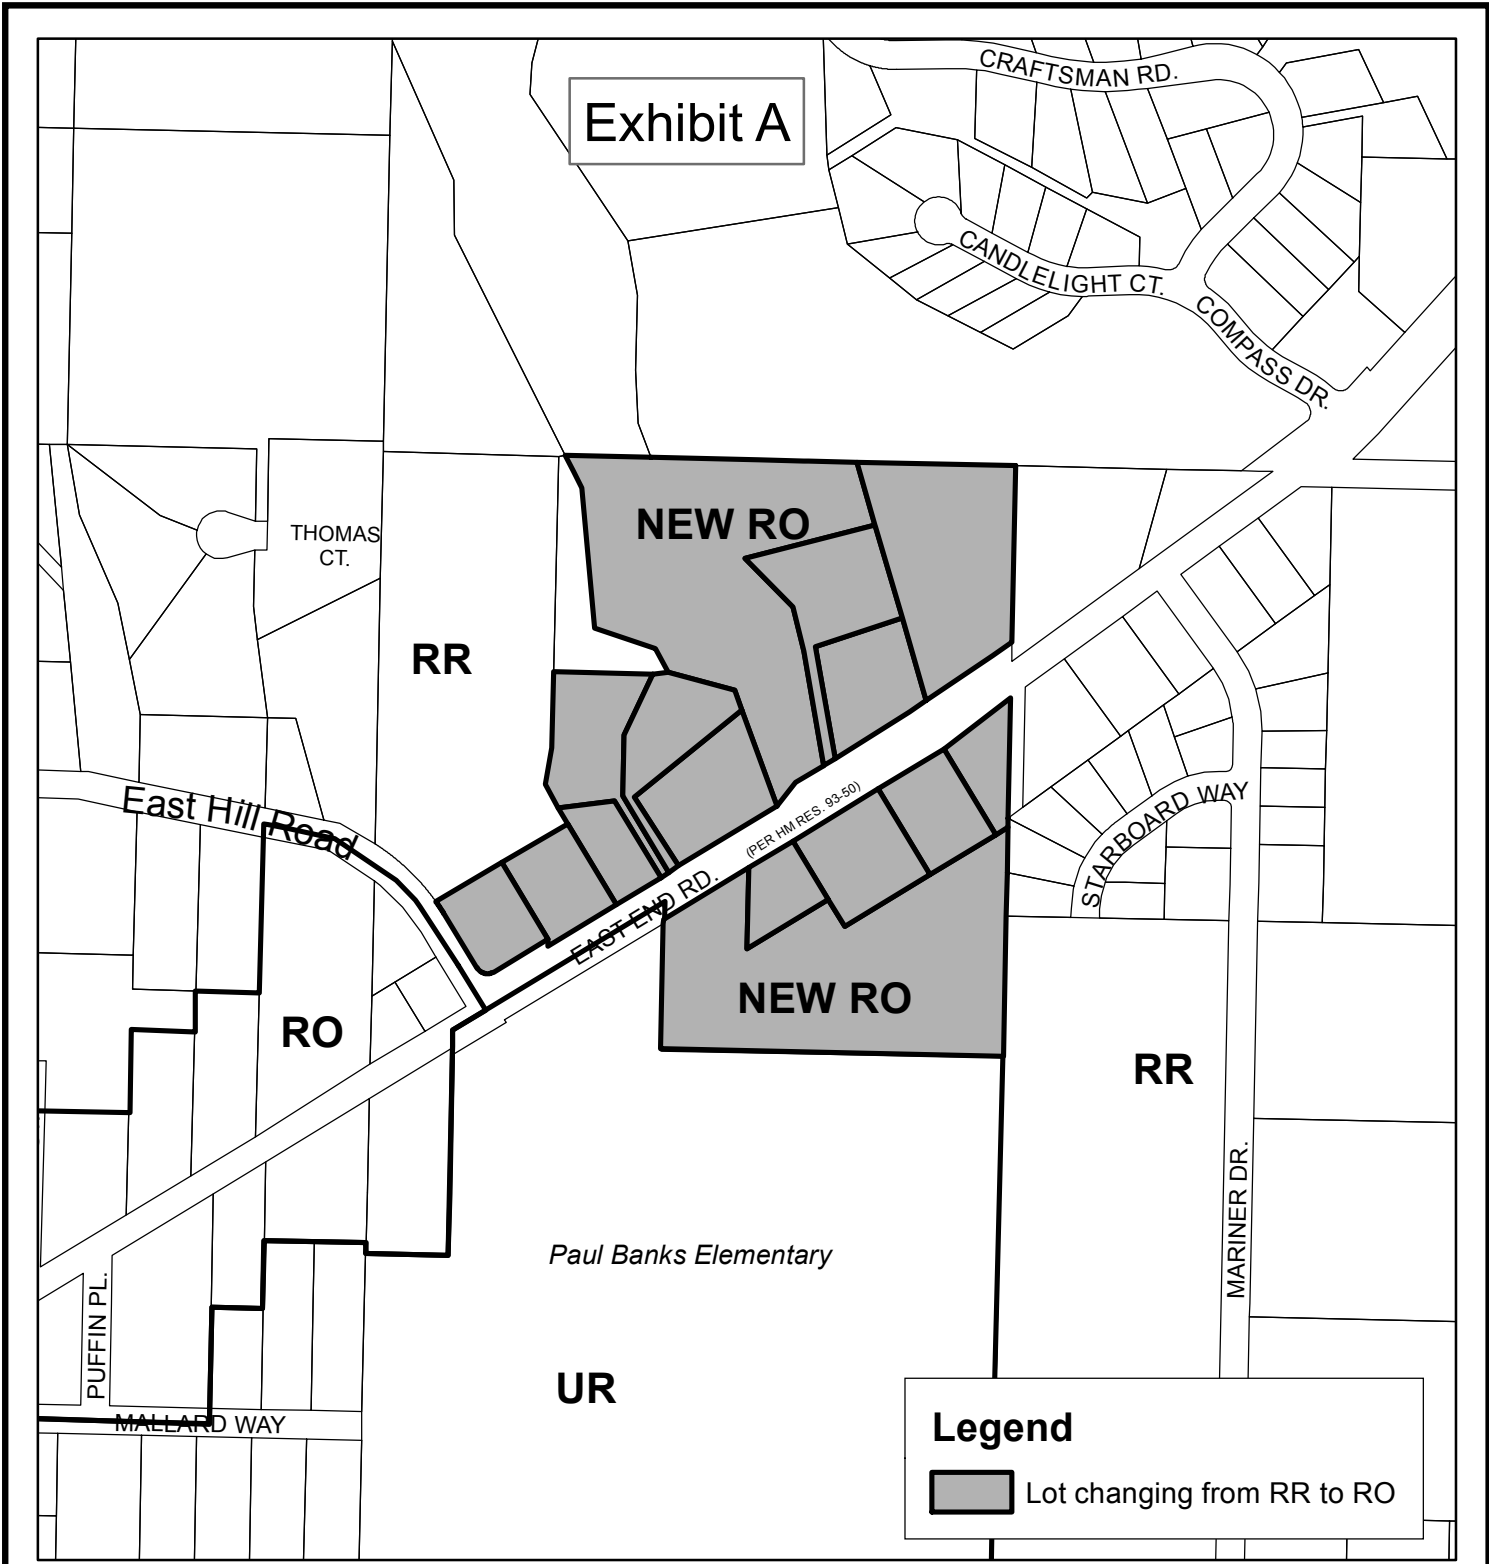 CRAFTSMAN RD.
Exhibit A
CANDLELIGHT CT.
COMPASS DR.
THOMAS
CT.
NEW RO
RR
East Hill Road
STARBOARD WAY
(PER HM RES. 93-50)
EAST END RD.
NEW RO
RO
RR
MARINER DR.
Paul Banks Elementary
PUFFIN PL.
UR
MALLARD WAY
Legend
Lot changing from RR to RO